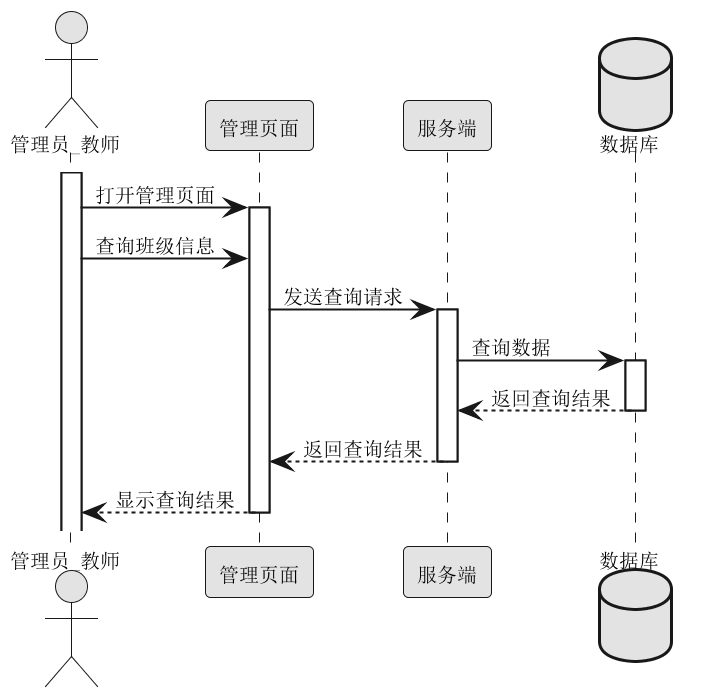 管理员_教师
管理页面
服务端
数据库
打开管理页面
查询班级信息
发送查询请求
查询数据
返回查询结果
返回查询结果
显示查询结果
管理员_教师
管理页面
服务端
数据库